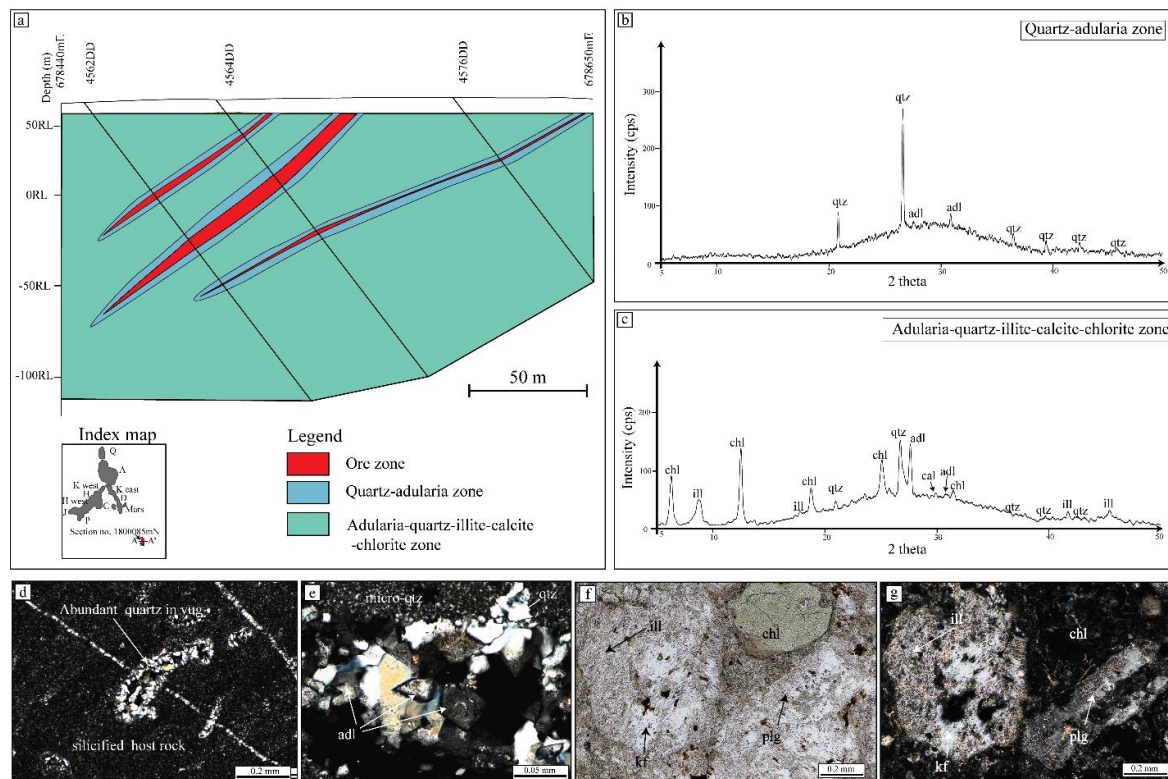 a
Depth (m)
678440mE
4562DD
4564DD
4576DD
678650mE
50RL
0RL
-50RL
-100RL
50 m
Index map
Q
A
K west
K east
H
D
H west
Mars
J
C
P
Section no. 1800085mN
A A'
Legend
Ore zone
Quartz-adularia zone
Adularia-quartz-illite-calcite
-chlorite zone
b
Quartz-adularia zone
Intensity (cps)
300
200
100
0
qtz
qtz
adl
adl
qtz
qtz
qtz
qtz
5
10
20
30
40
50
2 theta
c
Adularia-quartz-illite-calcite-chlorite zone
Intensity (cps)
200
100
0
chl
ill
chl
ill
chl
qtz
chl
qtz
adl
cal
adl
chl
qtz
qtz
ill
qtz
ill
5
10
20
30
40
50
2 theta
d
Abundant quartz in vug
silicified host rock
0.2 mm
e
micro-qtz
qtz
adl
0.05 mm
f
ill
chl
plg
kf
0.2 mm
g
ill
chl
plg
kf
0.2 mm